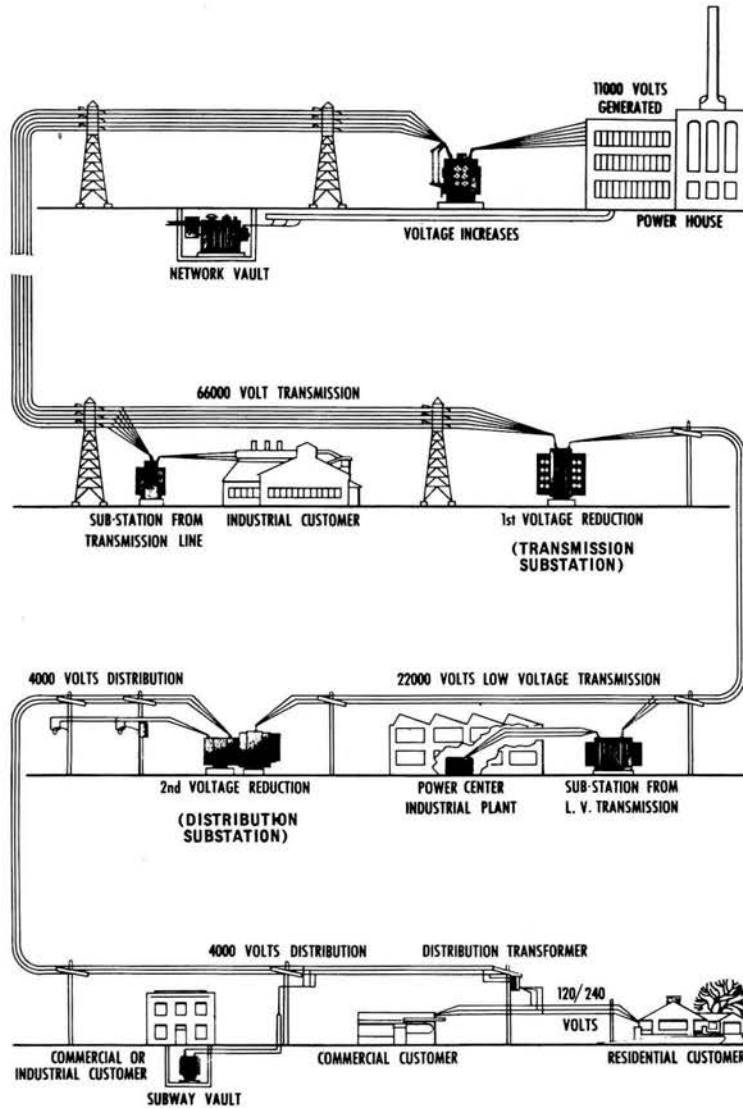 11000 VOLTS
GENERATED
VOLTAGE INCREASES
POWER HOUSE
NETWORK VAULT
66000 VOLT TRANSMISSION
SUB-STATION FROM
TRANSMISSION LINE
INDUSTRIAL CUSTOMER
1st VOLTAGE REDUCTION
(TRANSMISSION
SUBSTATION)
4000 VOLTS DISTRIBUTION
22000 VOLTS LOW VOLTAGE TRANSMISSION
2nd VOLTAGE REDUCTION
(DISTRIBUTION
SUBSTATION)
POWER CENTER
INDUSTRIAL PLANT
SUB-STATION FROM
L. V. TRANSMISSION
4000 VOLTS DISTRIBUTION
DISTRIBUTION TRANSFORMER
120/240
VOLTS
COMMERCIAL OR
INDUSTRIAL CUSTOMER
SUBWAY VAULT
COMMERCIAL CUSTOMER
RESIDENTIAL CUSTOMER